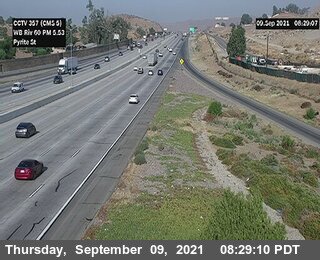 CCTV 357 (CMS 5)
WB Riv 60 PM 5.53
Pyrite St
09.Sep 2021 08:29:07
Thursday, September 09, 2021 08:29:10 PDT